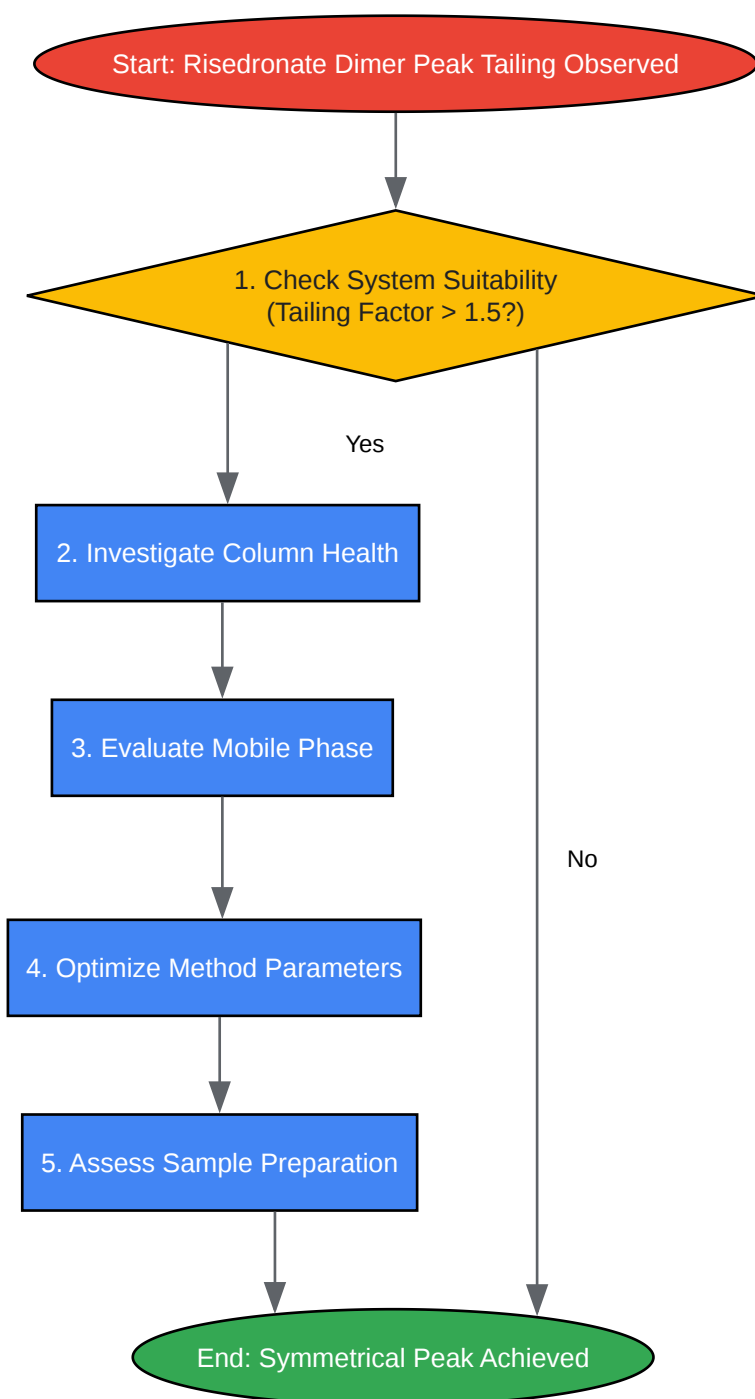 Start: Risedronate Dimer Peak Tailing Observed
1. Check System Suitability
(Tailing Factor > 1.5?)
Yes
2. Investigate Column Health
3. Evaluate Mobile Phase
No
4. Optimize Method Parameters
5. Assess Sample Preparation
End: Symmetrical Peak Achieved